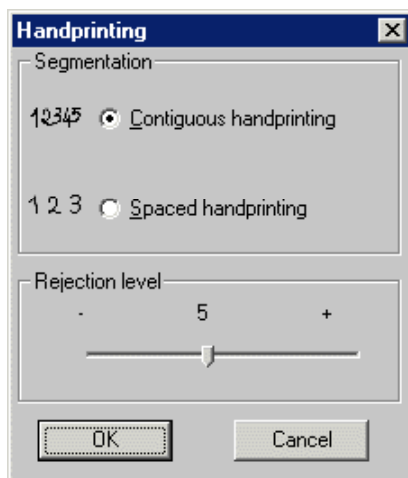 Handprinting
Segmentation
12345 Contiguous handprinting
1 2 3 Spaced handprinting
Rejection level
- 5 +
OK Cancel